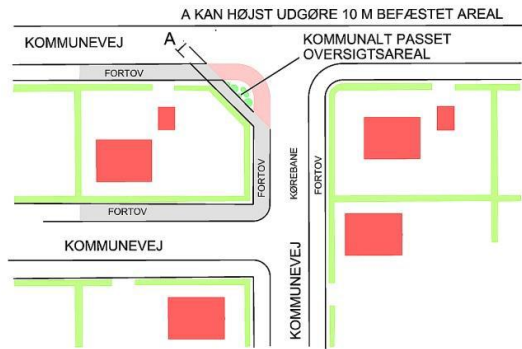 A KAN HØJST UDGØRE 10 M BEFÆSTET AREAL
KOMMUNEVEJ
A
KOMMUNALT PASSET
OVERSIGTSAREAL
FORTOV
FORTOV
KØREBANE
FORTOV
FORTOV
KOMMUNEVEJ
KOMMUNEVEJ